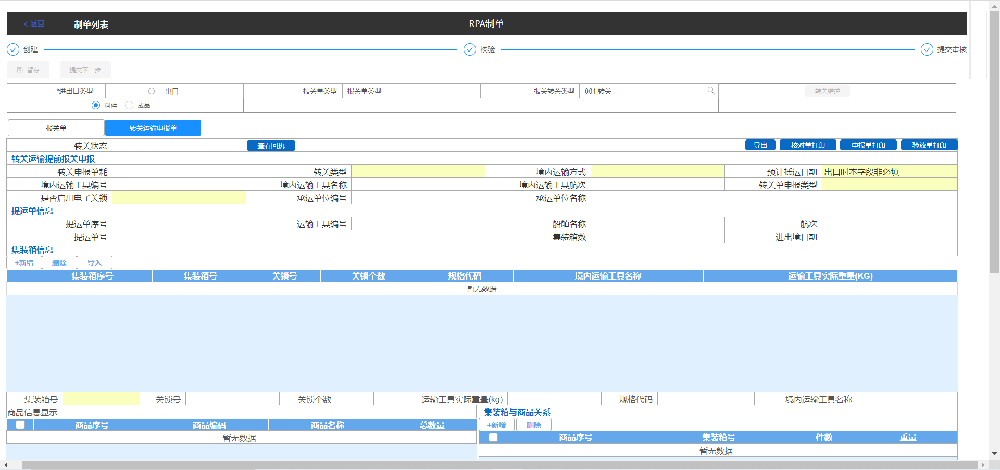 返回 制单列表 RPA制单
创建 校验 提交审核
暂存 提交下一步
*进出口类型 出口 报关单类型 报关单类型 报关转关类型 001|转关 转关维护
料件 成品
报关单 转关运输申报单
转关状态 查看回执 导出 核对单打印 申报单打印 验放单打印
转关运输提前报关申报
转关申报单耗 转关类型 境内运输方式 预计抵运日期 出口时本字段非必填
境内运输工具编号 境内运输工具名称 境内运输工具航次 转关单申报类型
是否启用电子关锁 承运单位编号 承运单位名称
提运单信息
提运单序号 运输工具编号 船舶名称 航次
提运单号 集装箱数 进出境日期
集装箱信息
+新增 删除 导入
集装箱序号 集装箱号 关锁号 关锁个数 规格代码 境内运输工具名称 运输工具实际重量(KG)
暂无数据
集装箱号 关锁号 关锁个数 运输工具实际重量(kg) 规格代码 境内运输工具名称
商品信息显示
商品序号 商品编码 商品名称 总数量
暂无数据
集装箱与商品关系
+新增 删除
商品序号 集装箱号 件数 重量
暂无数据